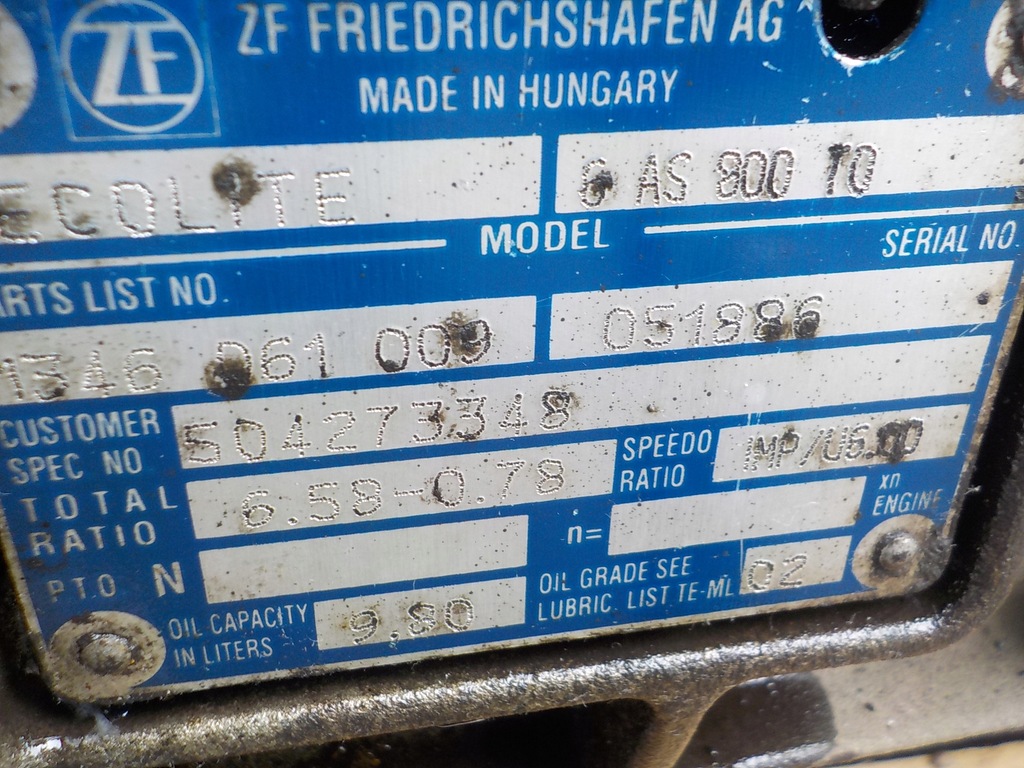 ZF
ZF FRIEDRICHSHAFEN AG
MADE IN HUNGARY
ECOLITE 6 AS 800 TO
MODEL
SERIAL NO
ARTS LIST NO.
1346 061 009 051886
CUSTOMER SPEC NO 504273348
TOTAL RATIO 6.58-0.78
SPEEDO RATIO IMP/U6.00
PTO N
n=
xn ENGINE
OIL CAPACITY IN LITERS 9,80
OIL GRADE SEE LUBRIC. LIST TE-ML 02